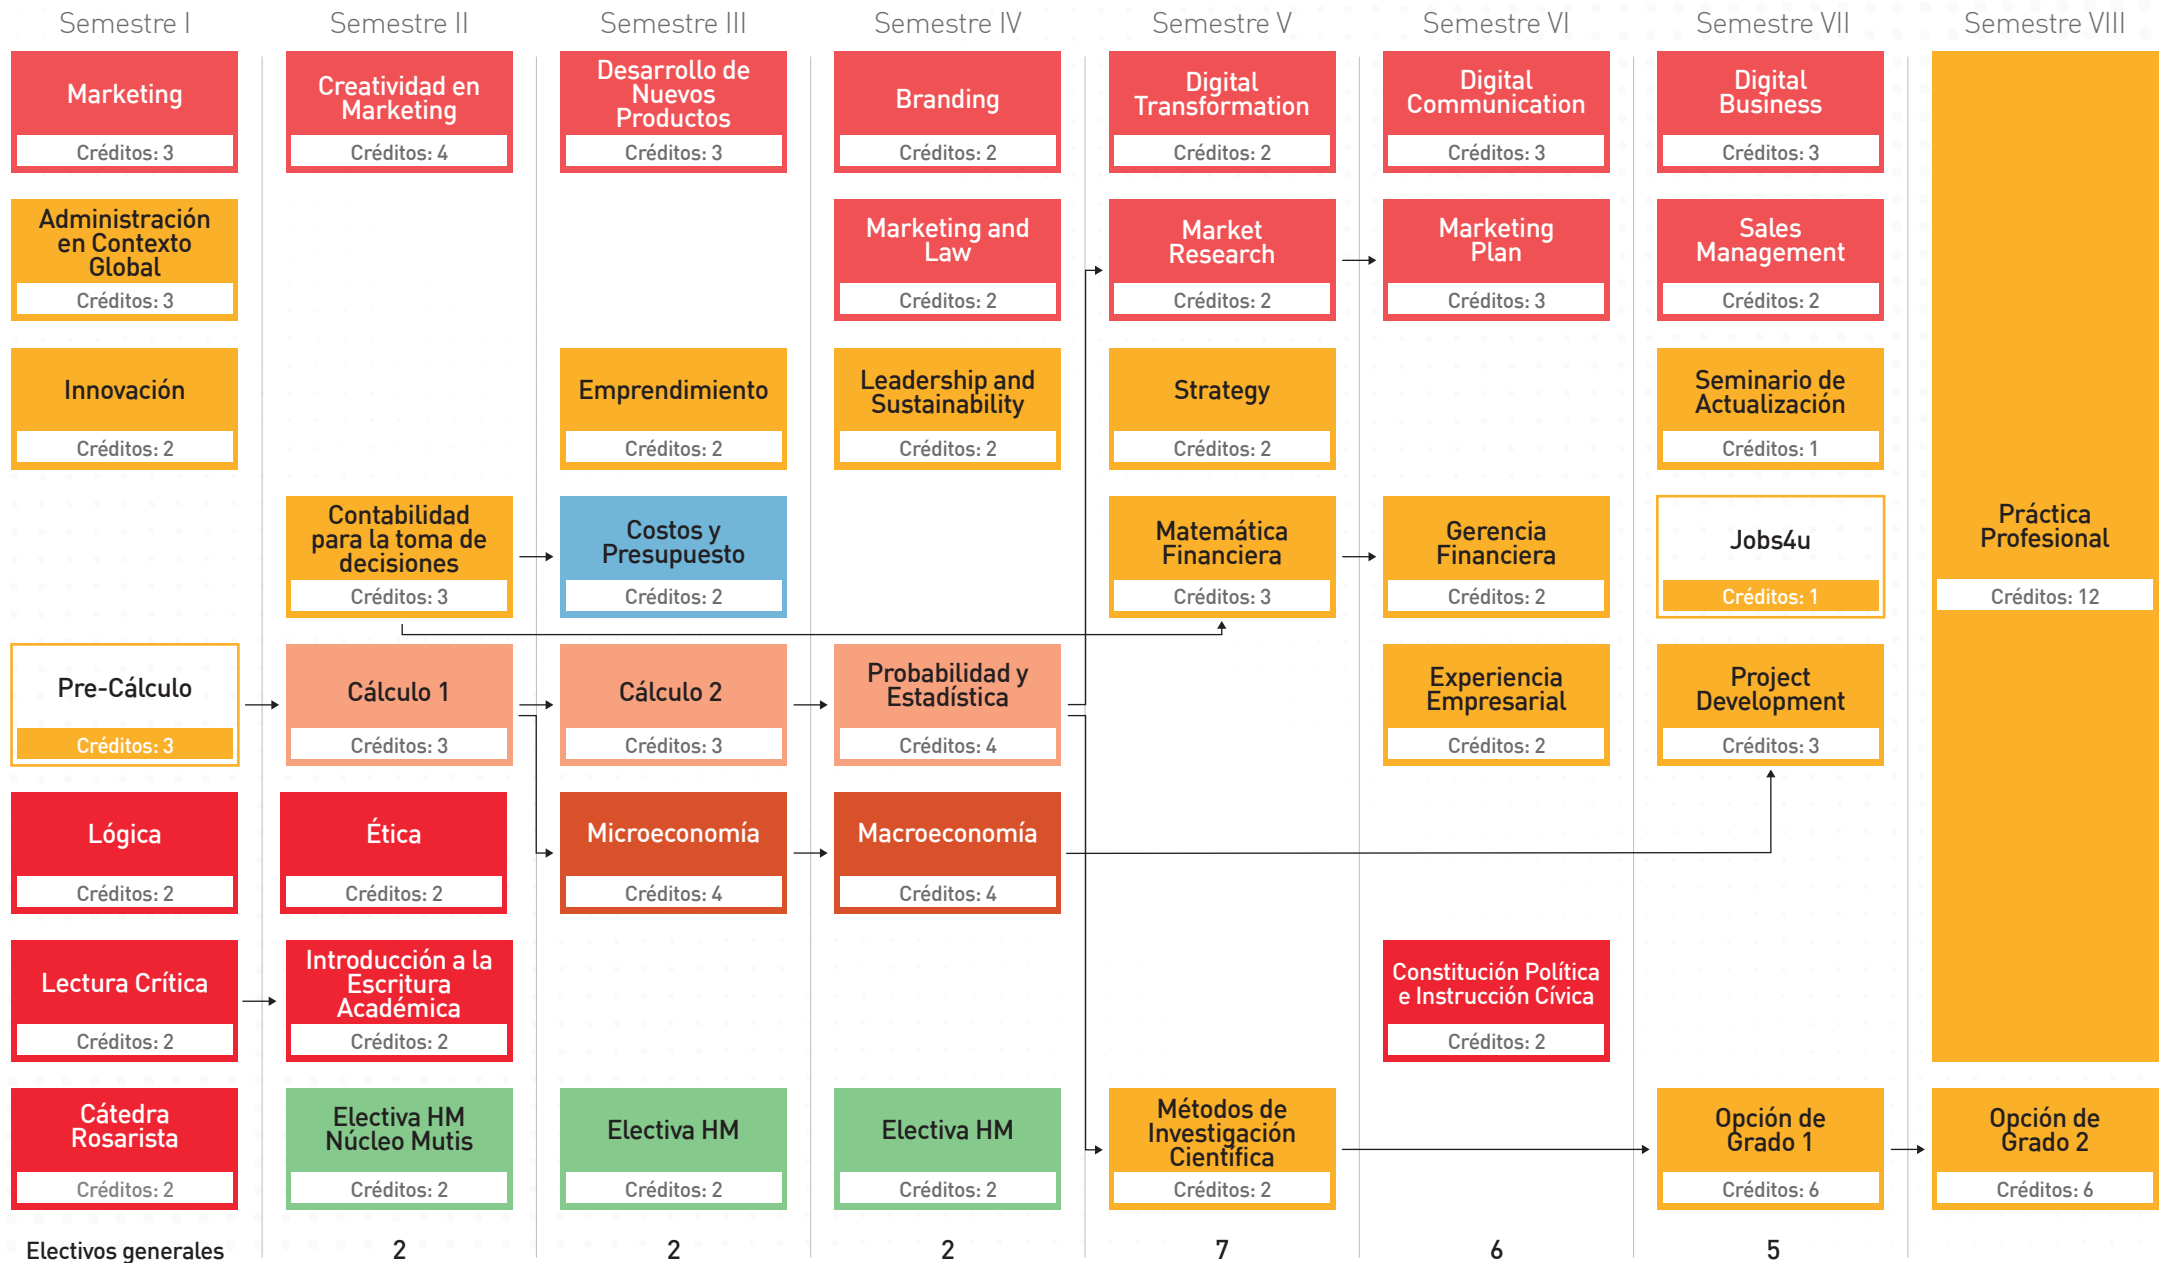 Semestre I
Semestre II
Semestre III
Semestre IV
Semestre V
Semestre VI
Semestre VII
Semestre VIII
Marketing
Créditos: 3
Creatividad en
Marketing
Créditos: 4
Desarrollo de
Nuevos
Productos
Créditos: 3
Branding
Créditos: 2
Digital
Transformation
Créditos: 2
Digital
Communication
Créditos: 3
Digital
Business
Créditos: 3
Administración
en Contexto
Global
Créditos: 3
Marketing and
Law
Créditos: 2
Market
Research
Créditos: 2
Marketing
Plan
Créditos: 3
Sales
Management
Créditos: 2
Innovación
Créditos: 2
Emprendimiento
Créditos: 2
Leadership and
Sustainability
Créditos: 2
Strategy
Créditos: 2
Seminario de
Actualización
Créditos: 1
Contabilidad
para la toma de
decisiones
Créditos: 3
Costos y
Presupuesto
Créditos: 2
Matemática
Financiera
Créditos: 3
Gerencia
Financiera
Créditos: 2
Jobs4u
Créditos: 1
Práctica
Profesional
Créditos: 12
Pre-Cálculo
Créditos: 3
Cálculo 1
Créditos: 3
Cálculo 2
Créditos: 3
Probabilidad y
Estadística
Créditos: 4
Experiencia
Empresarial
Créditos: 2
Project
Development
Créditos: 3
Lógica
Créditos: 2
Ética
Créditos: 2
Microeconomía
Créditos: 4
Macroeconomía
Créditos: 4
Lectura Crítica
Créditos: 2
Introducción a la
Escritura
Académica
Créditos: 2
Constitución Política
e Instrucción Cívica
Créditos: 2
Cátedra
Rosarista
Créditos: 2
Electiva HM
Núcleo Mutis
Créditos: 2
Electiva HM
Créditos: 2
Electiva HM
Créditos: 2
Métodos de
Investigación
Científica
Créditos: 2
Opción de
Grado 1
Créditos: 6
Opción de
Grado 2
Créditos: 6
Electivos generales
2
2
2
7
6
5